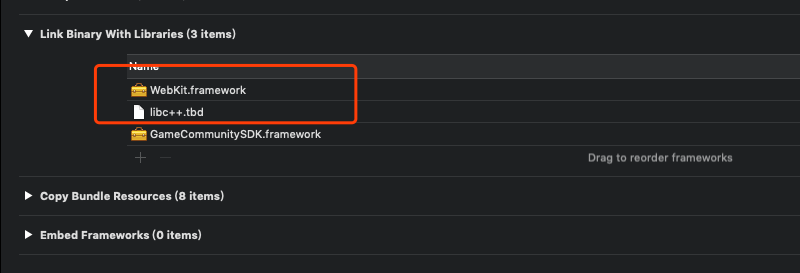 Link Binary With Libraries (3 items)
Name
WebKit.framework
libc++.tbd
GameCommunitySDK.framework
+ −
Drag to reorder frameworks
Copy Bundle Resources (8 items)
Embed Frameworks (0 items)